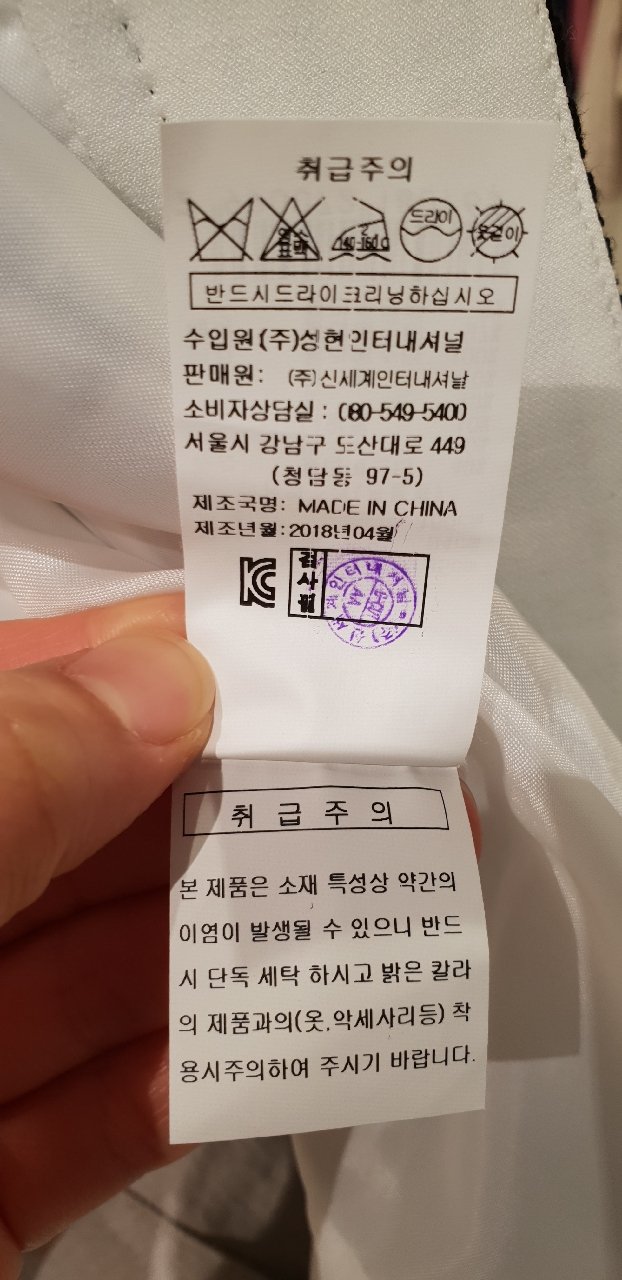 취급주의
드라이
140-160℃
옷걸이
반드시드라이크리닝하십시오
수입원(주)성현인터내셔널
판매원: (주)신세계인터내셔날
소비자상담실 : 080-549-5400
서울시 강남구 도산대로 449
(청담동 97-5)
제조국명: MADE IN CHINA
제조년월:2018년04월
검사필
취 급 주 의
본 제품은 소재 특성상 약간의
이염이 발생될 수 있으니 반드
시 단독 세탁 하시고 밝은 칼라
의 제품과의(옷,악세사리등) 착
용시주의하여 주시기 바랍니다.